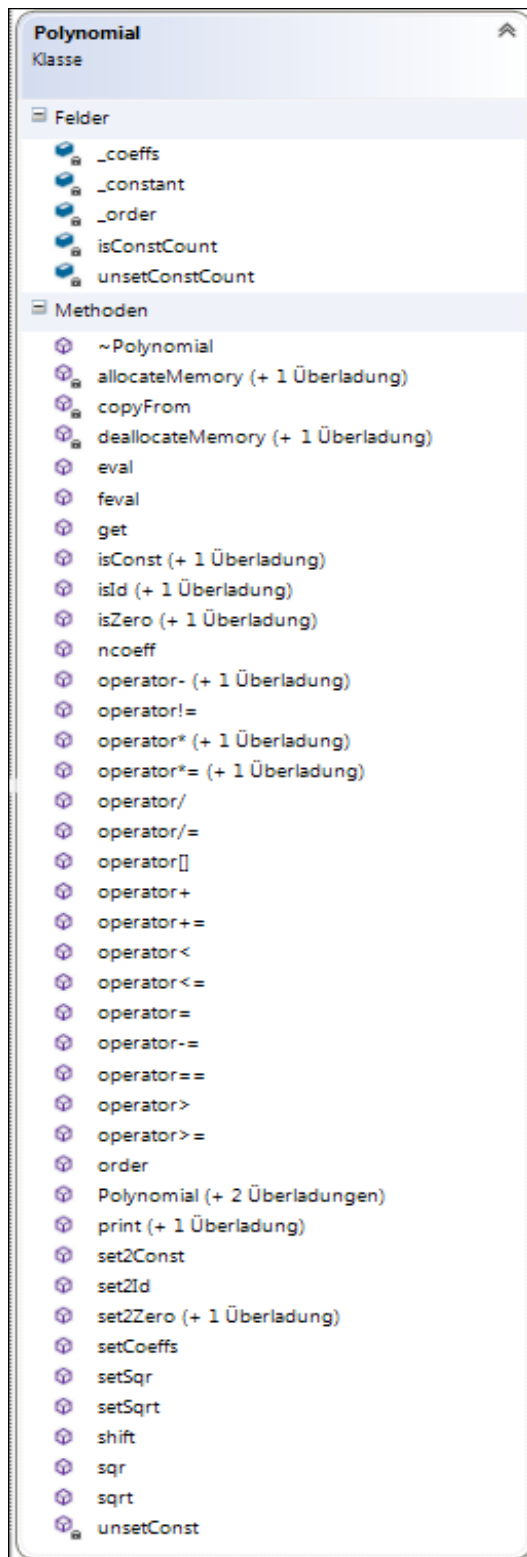 Polynomial
Klasse
Felder
_coeffs
_constant
_order
isConstCount
unsetConstCount
Methoden
~Polynomial
allocateMemory (+ 1 Überladung)
copyFrom
deallocateMemory (+ 1 Überladung)
eval
feval
get
isConst (+ 1 Überladung)
isId (+ 1 Überladung)
isZero (+ 1 Überladung)
ncoeff
operator- (+ 1 Überladung)
operator!=
operator* (+ 1 Überladung)
operator*= (+ 1 Überladung)
operator/
operator/=
operator[]
operator+
operator+=
operator<
operator<=
operator=
operator-=
operator==
operator>
operator>=
order
Polynomial (+ 2 Überladungen)
print (+ 1 Überladung)
set2Const
set2Id
set2Zero (+ 1 Überladung)
setCoeffs
setSqr
setSqrt
shift
sqr
sqrt
unsetConst